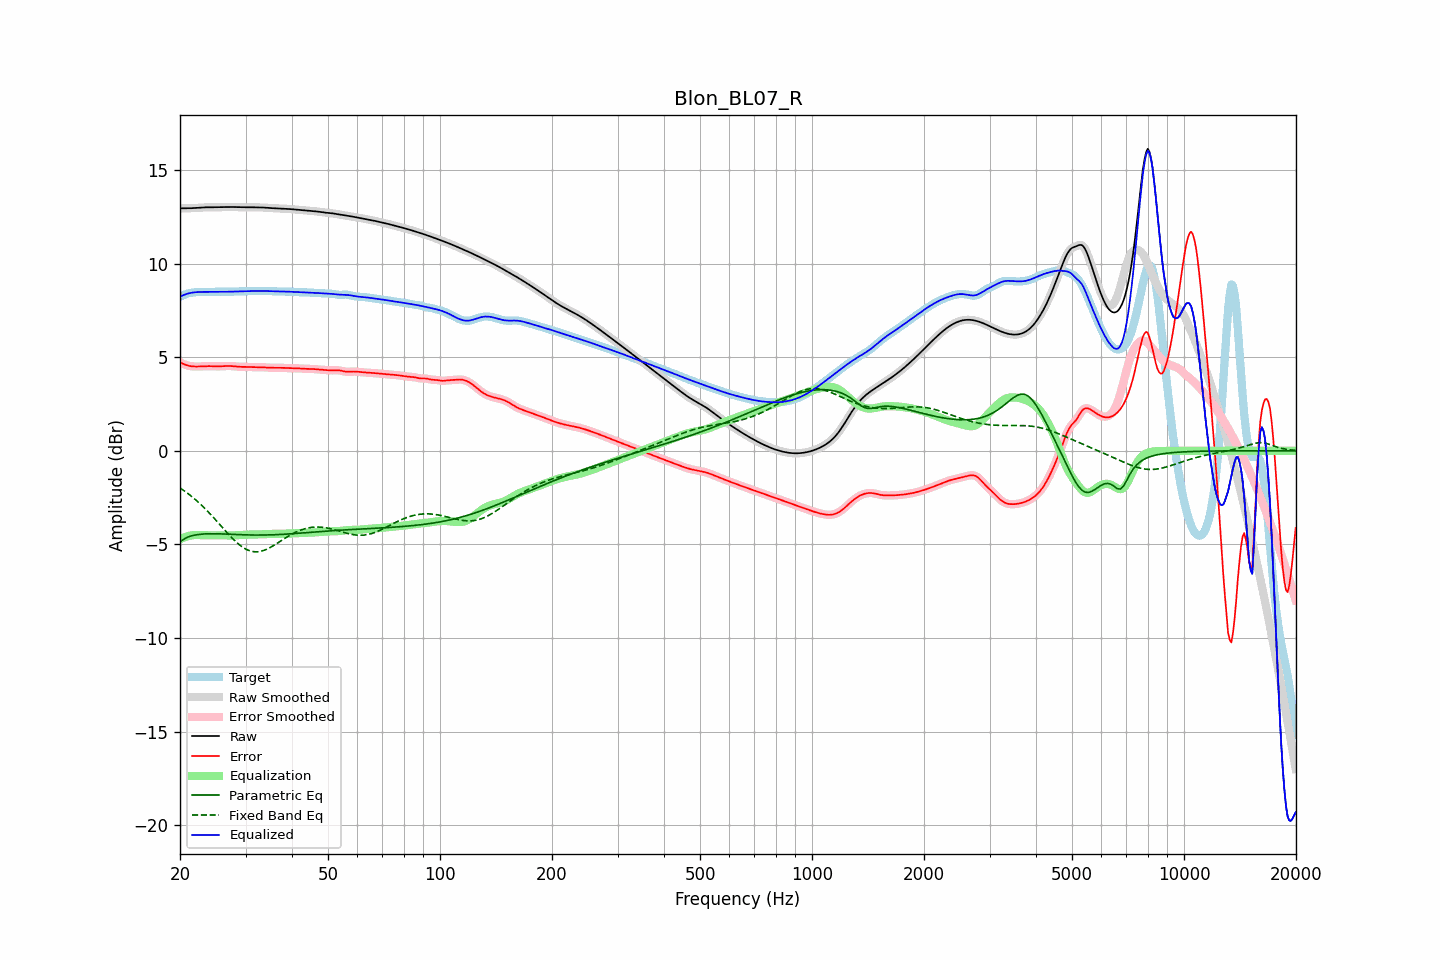 Blon_BL07_R
Amplitude (dBr)
15
10
5
0
−5
−10
−15
−20
Target
Raw Smoothed
Error Smoothed
Raw
Error
Equalization
Parametric Eq
Fixed Band Eq
Equalized
20 50 100 200 500 1000 2000 5000 10000 20000
Frequency (Hz)